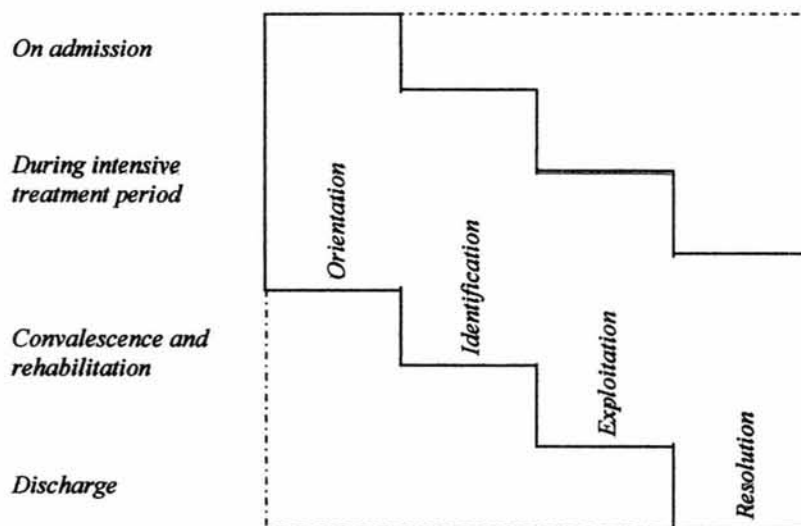 On admission
During intensive
treatment period
Orientation
Identification
Convalescence and
rehabilitation
Exploitation
Resolution
Discharge